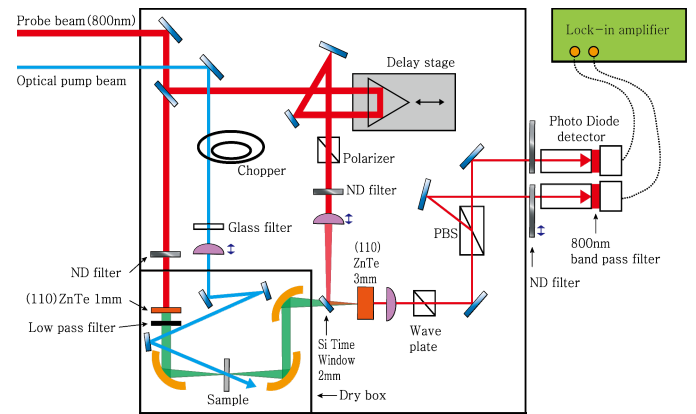 Probe beam(800nm)
Optical pump beam
Lock-in amplifier
Delay stage
Photo Diode
detector
Chopper
Polarizer
ND filter
Glass filter
PBS
800nm
band pass filter
ND filter
(110)
ZnTe
3mm
ND filter
(110)ZnTe 1mm
Low pass filter
Wave
plate
Si Time
Window
2mm
Sample
Dry box